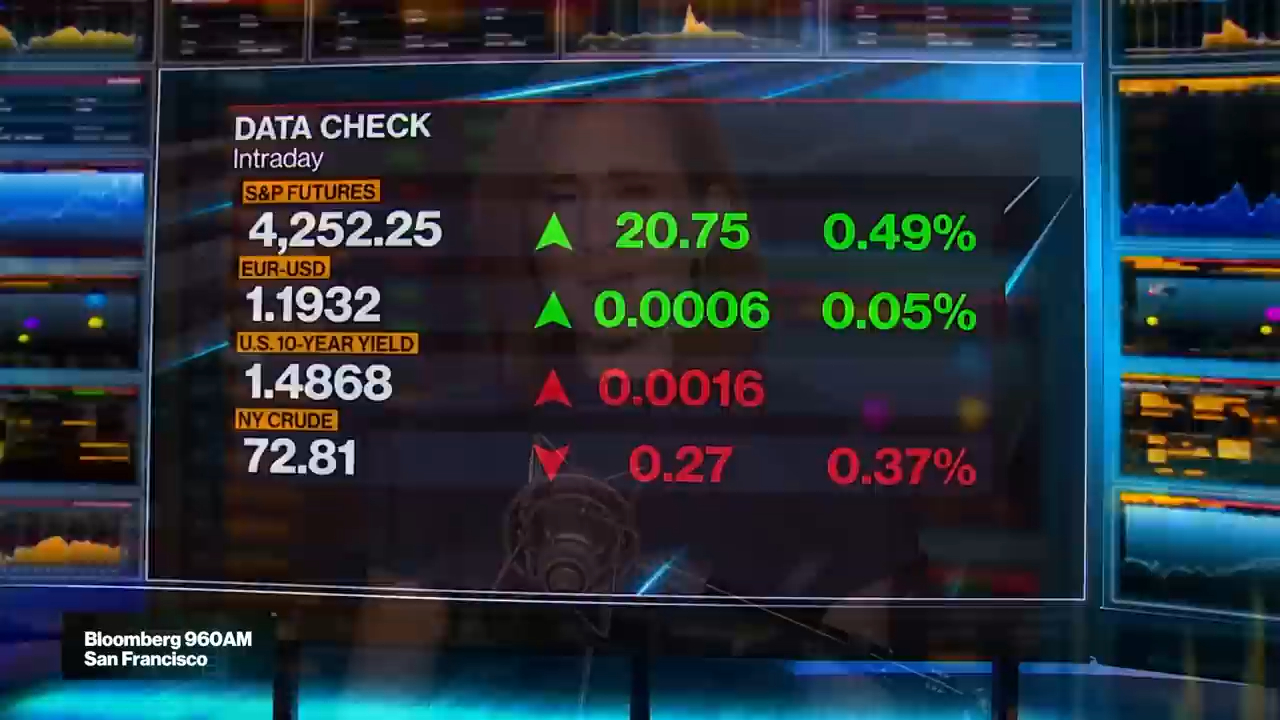 DATA CHECK
Intraday
S&P FUTURES
4,252.25 20.75 0.49%
EUR-USD
1.1932 0.0006 0.05%
U.S. 10-YEAR YIELD
1.4868 0.0016
NY CRUDE
72.81 0.27 0.37%
Bloomberg 960AM
San Francisco